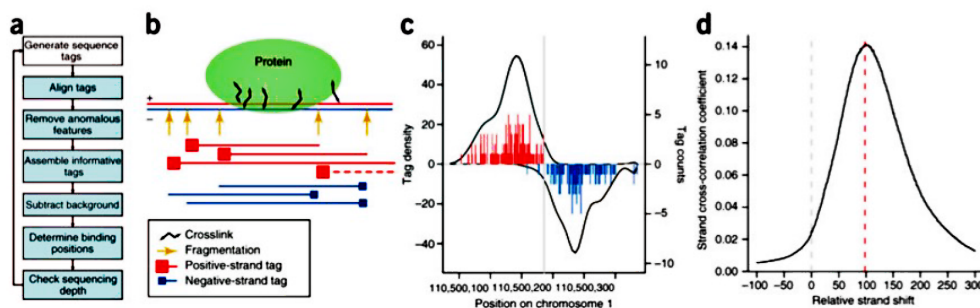 a
Generate sequence
tags
Align tags
Remove anomalous
features
Assemble informative
tags
Subtract background
Determine binding
positions
Check sequencing
depth
b
Protein
+
−
Crosslink
Fragmentation
Positive-strand tag
Negative-strand tag
c
60
40
20
0
−20
−40
Tag density
10
5
0
−5
−10
Tag counts
110,500,100
110,500,200
110,500,300
Position on chromosome 1
d
0.14
0.12
0.10
0.08
0.06
0.04
0.02
0.00
Strand cross-correlation coefficient
−100
−50
0
50
100
150
200
250
Relative strand shift